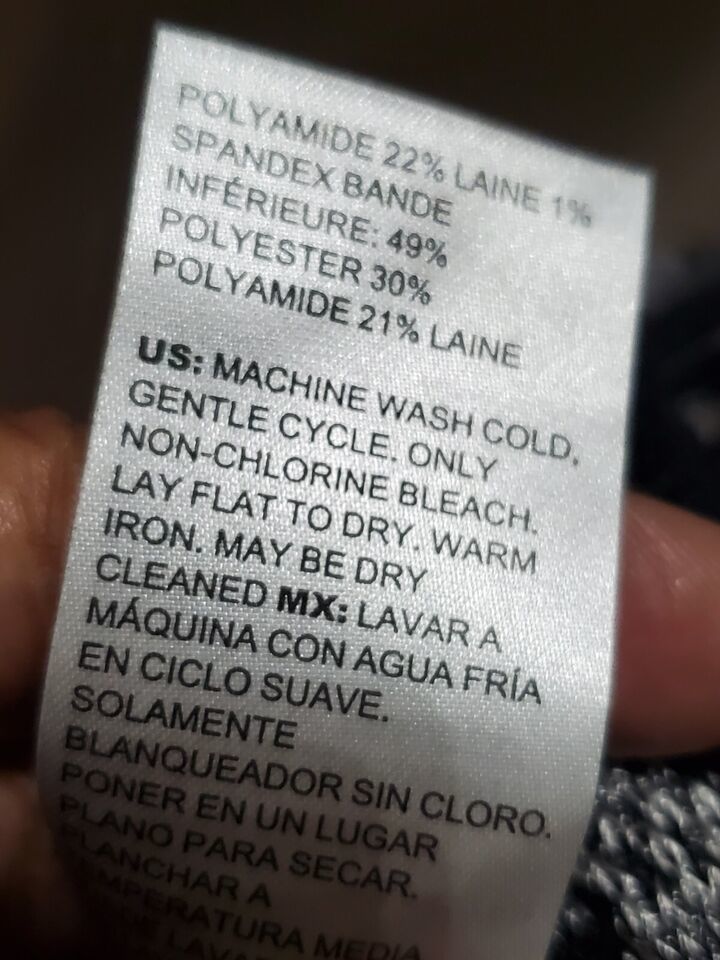 POLYAMIDE 22% LAINE 1%
SPANDEX BANDE
INFÉRIEURE: 49%
POLYESTER 30%
POLYAMIDE 21% LAINE
US: MACHINE WASH COLD,
GENTLE CYCLE. ONLY
NON-CHLORINE BLEACH.
LAY FLAT TO DRY. WARM
IRON. MAY BE DRY
CLEANED MX: LAVAR A
MÁQUINA CON AGUA FRÍA
EN CICLO SUAVE.
SOLAMENTE
BLANQUEADOR SIN CLORO.
PONER EN UN LUGAR
PLANO PARA SECAR.
PLANCHAR A
TEMPERATURA MEDIA